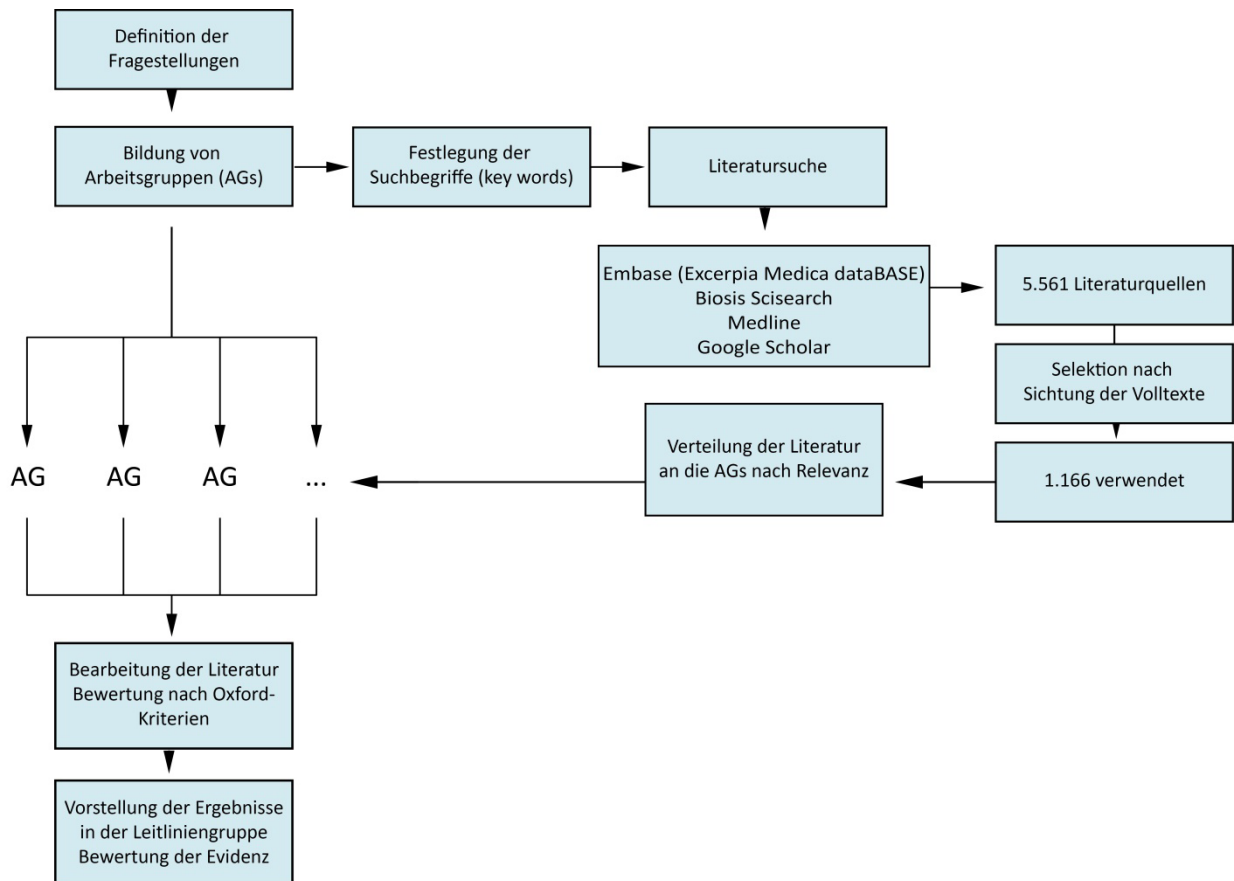 Definition der
Fragestellungen
Bildung von
Arbeitsgruppen (AGs)
Festlegung der
Suchbegriffe (key words)
Literatursuche
Embase (Excerpia Medica dataBASE)
Biosis Scisearch
Medline
Google Scholar
5.561 Literaturquellen
Selektion nach
Sichtung der Volltexte
1.166 verwendet
Verteilung der Literatur
an die AGs nach Relevanz
AG
AG
AG
...
Bearbeitung der Literatur
Bewertung nach Oxford-
Kriterien
Vorstellung der Ergebnisse
in der Leitliniengruppe
Bewertung der Evidenz